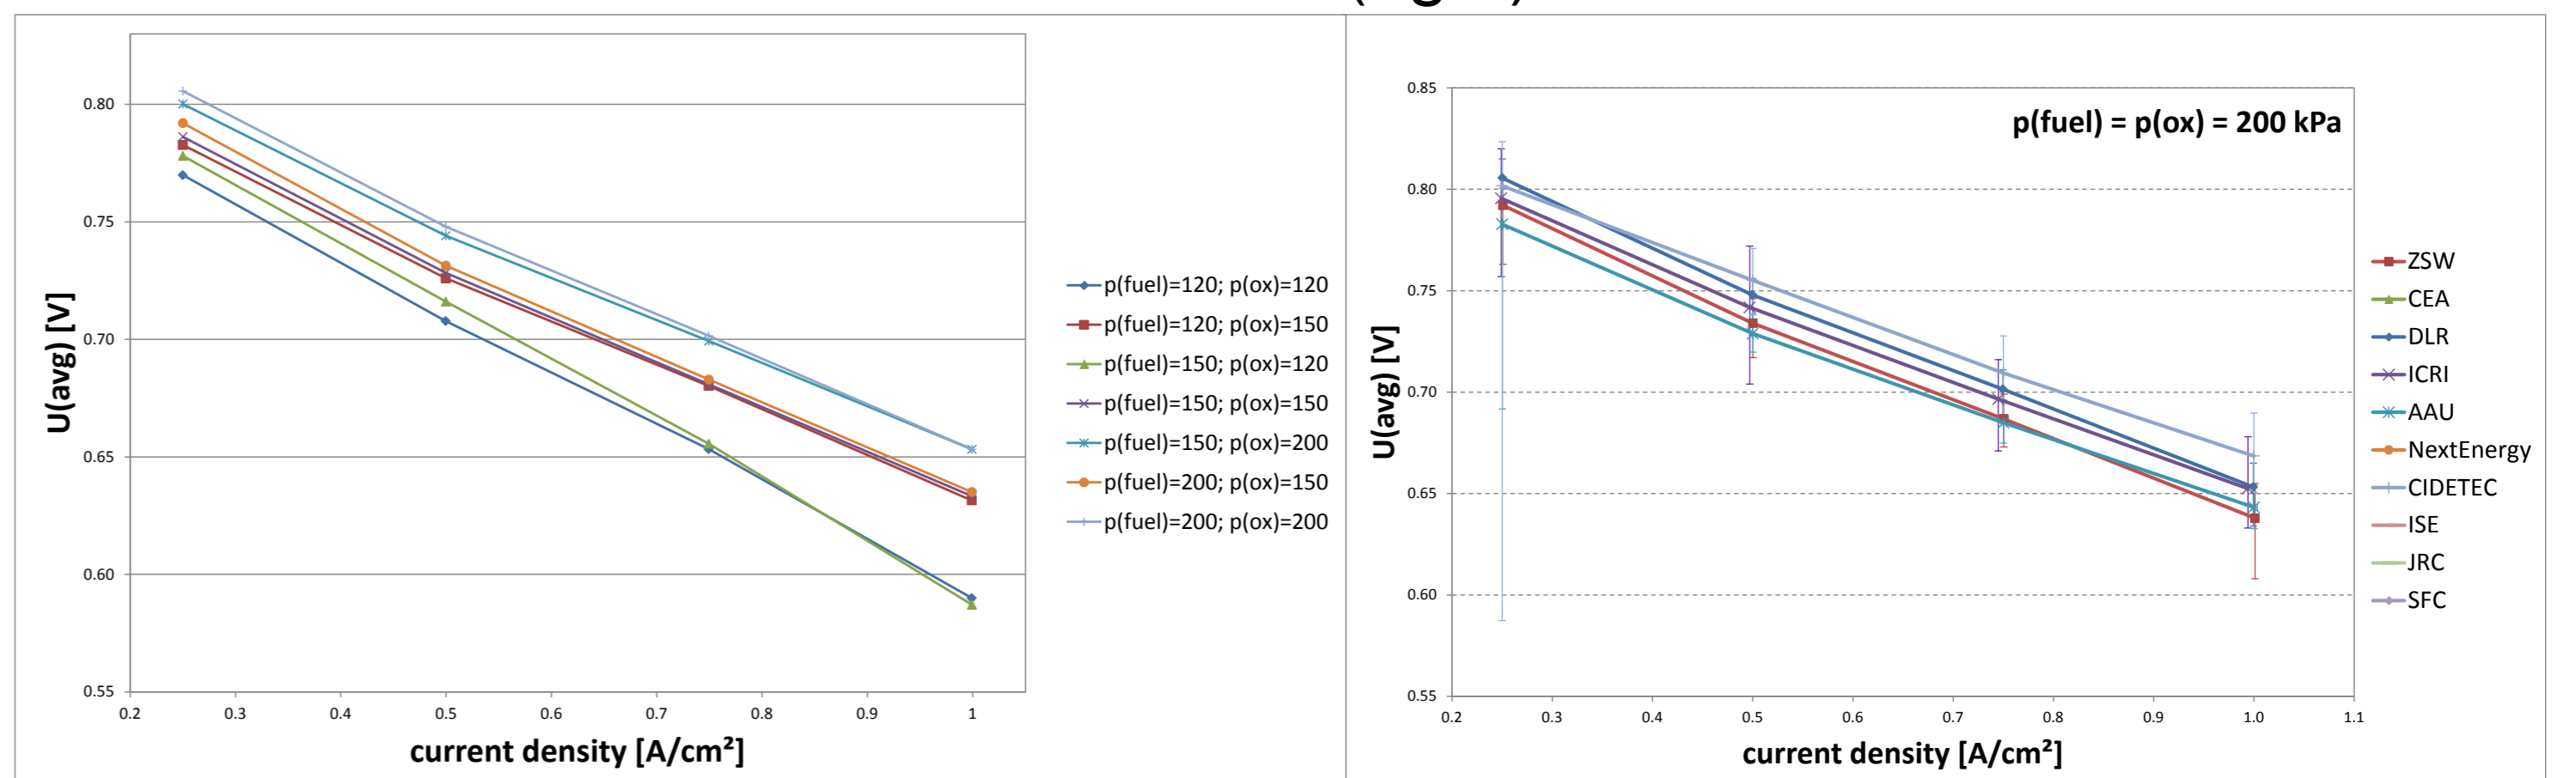 U(avg) [V]
0.80
0.75
0.70
0.65
0.60
0.55
0.2 0.3 0.4 0.5 0.6 0.7 0.8 0.9 1
current density [A/cm²]
p(fuel)=120; p(ox)=120
p(fuel)=120; p(ox)=150
p(fuel)=150; p(ox)=120
p(fuel)=150; p(ox)=150
p(fuel)=150; p(ox)=200
p(fuel)=200; p(ox)=150
p(fuel)=200; p(ox)=200
p(fuel) = p(ox) = 200 kPa
U(avg) [V]
0.85
0.80
0.75
0.70
0.65
0.60
0.55
0.2 0.3 0.4 0.5 0.6 0.7 0.8 0.9 1.0 1.1
current density [A/cm²]
ZSW
CEA
DLR
ICRI
AAU
NextEnergy
CIDETEC
ISE
JRC
SFC